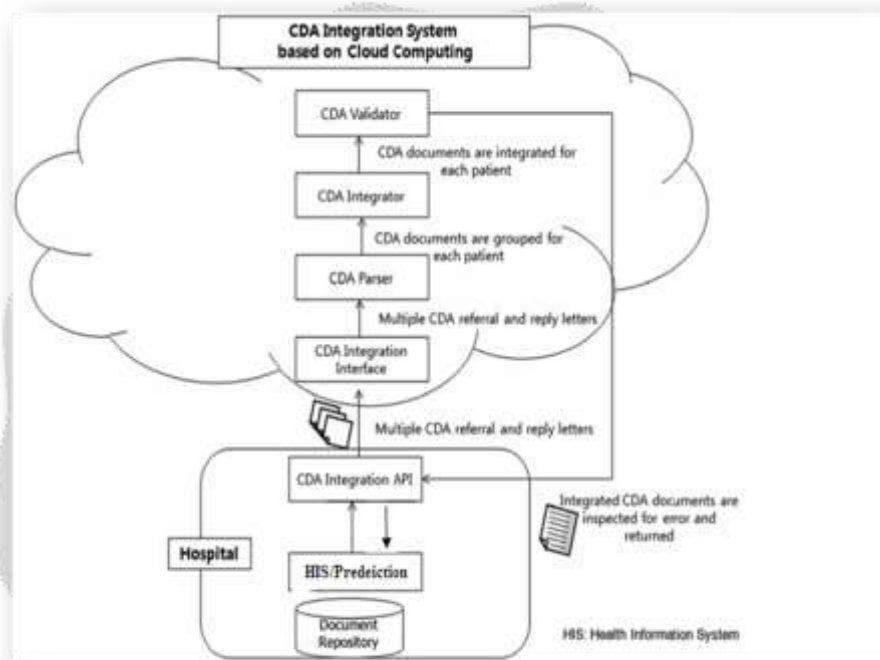 CDA Integration System
based on Cloud Computing
CDA Validator
CDA documents are integrated for
each patient
CDA Integrator
CDA documents are grouped for
each patient
CDA Parser
Multiple CDA referral and reply letters
CDA Integration
Interface
Multiple CDA referral and reply letters
CDA Integration API
Integrated CDA documents are
inspected for error and
returned
Hospital
HIS/Predeiction
Document
Repository
HIS: Health Information System